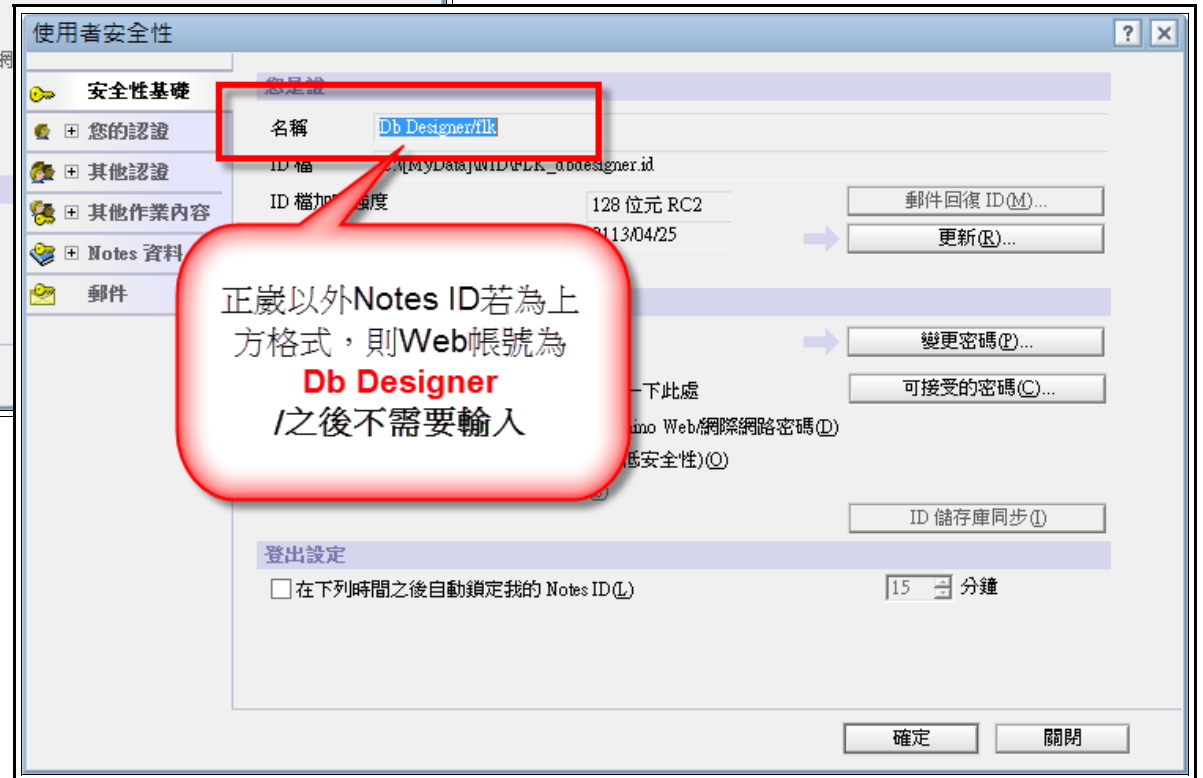 使用者安全性
安全性基礎
您的認證
其他認證
其他作業內容
Notes 資料
郵件
您是誰
名稱 Db Designer/flk
ID 檔 C:\[MyData]\NID\FLK_dbdesigner.id
128 位元 RC2
郵件回復 ID(M)...
2113/04/25
更新(R)...
正崴以外Notes ID若為上
方格式,則Web帳號為
Db Designer
/之後不需要輸入
變更密碼(P)...
一下此處
可接受的密碼(C)...
Web/網際網路密碼(D)
低安全性)(O)
ID 儲存庫同步(I)
登出設定
在下列時間之後自動鎖定我的 Notes ID(L) 15 分鐘
確定 關閉